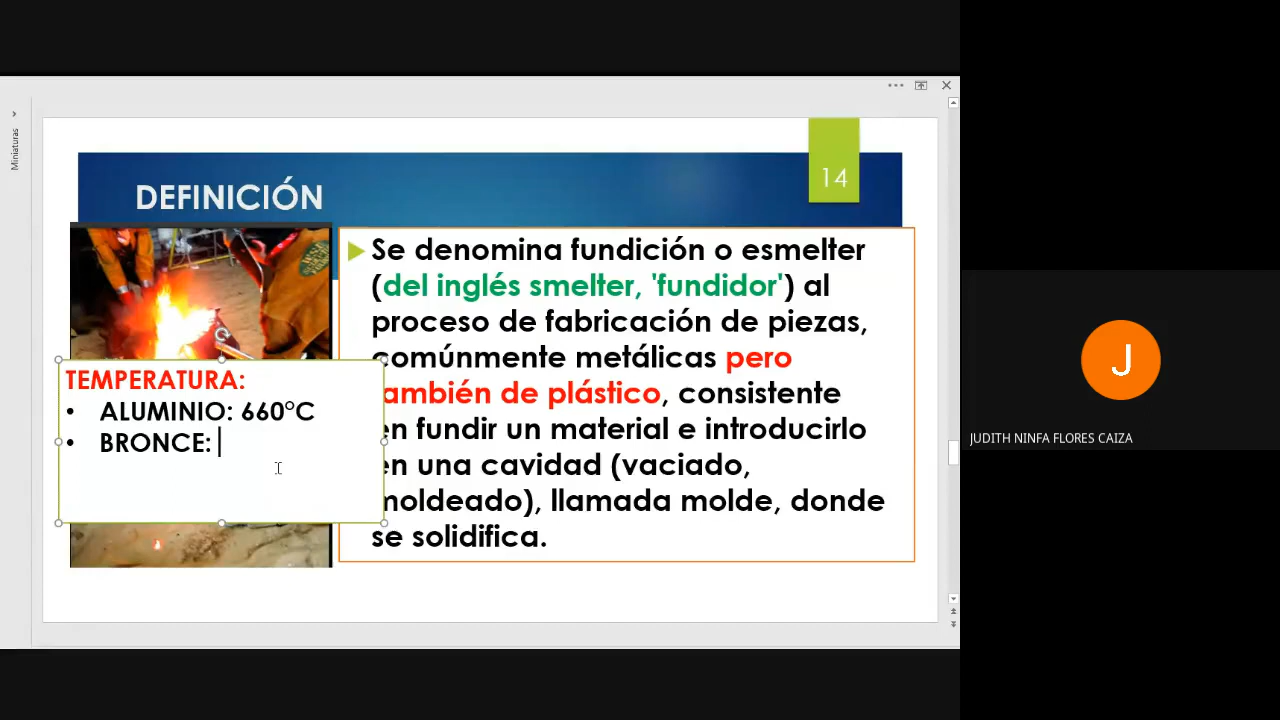 Miniaturas
14
DEFINICIÓN
Se denomina fundición o esmelter
(del inglés smelter, 'fundidor') al
proceso de fabricación de piezas,
comúnmente metálicas pero
también de plástico, consistente
en fundir un material e introducirlo
en una cavidad (vaciado,
moldeado), llamada molde, donde
se solidifica.
TEMPERATURA:
• ALUMINIO: 660°C
• BRONCE:
J
JUDITH NINFA FLORES CAIZA